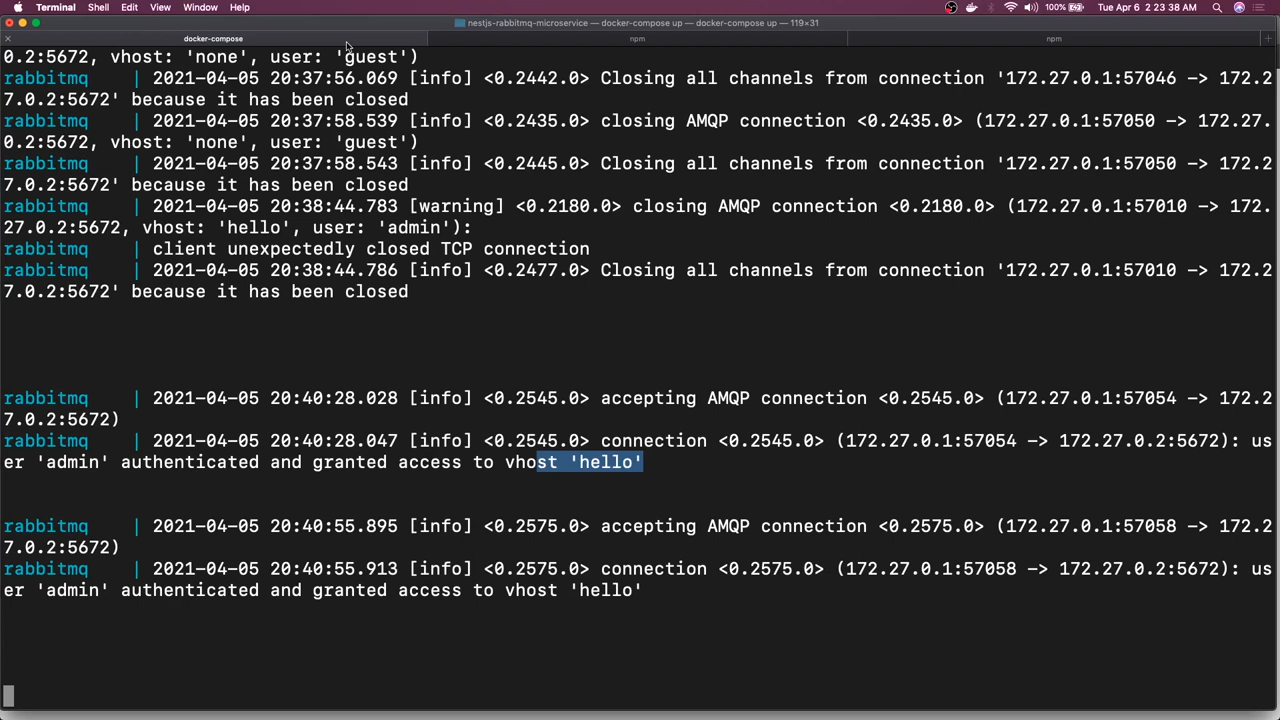 Terminal Shell Edit View Window Help 100% Tue Apr 6 23:38 AM
nestjs-rabbitmq-microservice — docker-compose up — docker-compose up — 119×31
docker-compose npm npm
0.2:5672, vhost: 'none', user: 'guest')
rabbitmq | 2021-04-05 20:37:56.069 [info] <0.2442.0> Closing all channels from connection '172.27.0.1:57046 -> 172.2
7.0.2:5672' because it has been closed
rabbitmq | 2021-04-05 20:37:58.539 [info] <0.2435.0> closing AMQP connection <0.2435.0> (172.27.0.1:57050 -> 172.27.
0.2:5672, vhost: 'none', user: 'guest')
rabbitmq | 2021-04-05 20:37:58.543 [info] <0.2445.0> Closing all channels from connection '172.27.0.1:57050 -> 172.2
7.0.2:5672' because it has been closed
rabbitmq | 2021-04-05 20:38:44.783 [warning] <0.2180.0> closing AMQP connection <0.2180.0> (172.27.0.1:57010 -> 172.
27.0.2:5672, vhost: 'hello', user: 'admin'):
rabbitmq | client unexpectedly closed TCP connection
rabbitmq | 2021-04-05 20:38:44.786 [info] <0.2477.0> Closing all channels from connection '172.27.0.1:57010 -> 172.2
7.0.2:5672' because it has been closed
rabbitmq | 2021-04-05 20:40:28.028 [info] <0.2545.0> accepting AMQP connection <0.2545.0> (172.27.0.1:57054 -> 172.2
7.0.2:5672)
rabbitmq | 2021-04-05 20:40:28.047 [info] <0.2545.0> connection <0.2545.0> (172.27.0.1:57054 -> 172.27.0.2:5672): us
er 'admin' authenticated and granted access to vhost 'hello'
rabbitmq | 2021-04-05 20:40:55.895 [info] <0.2575.0> accepting AMQP connection <0.2575.0> (172.27.0.1:57058 -> 172.2
7.0.2:5672)
rabbitmq | 2021-04-05 20:40:55.913 [info] <0.2575.0> connection <0.2575.0> (172.27.0.1:57058 -> 172.27.0.2:5672): us
er 'admin' authenticated and granted access to vhost 'hello'